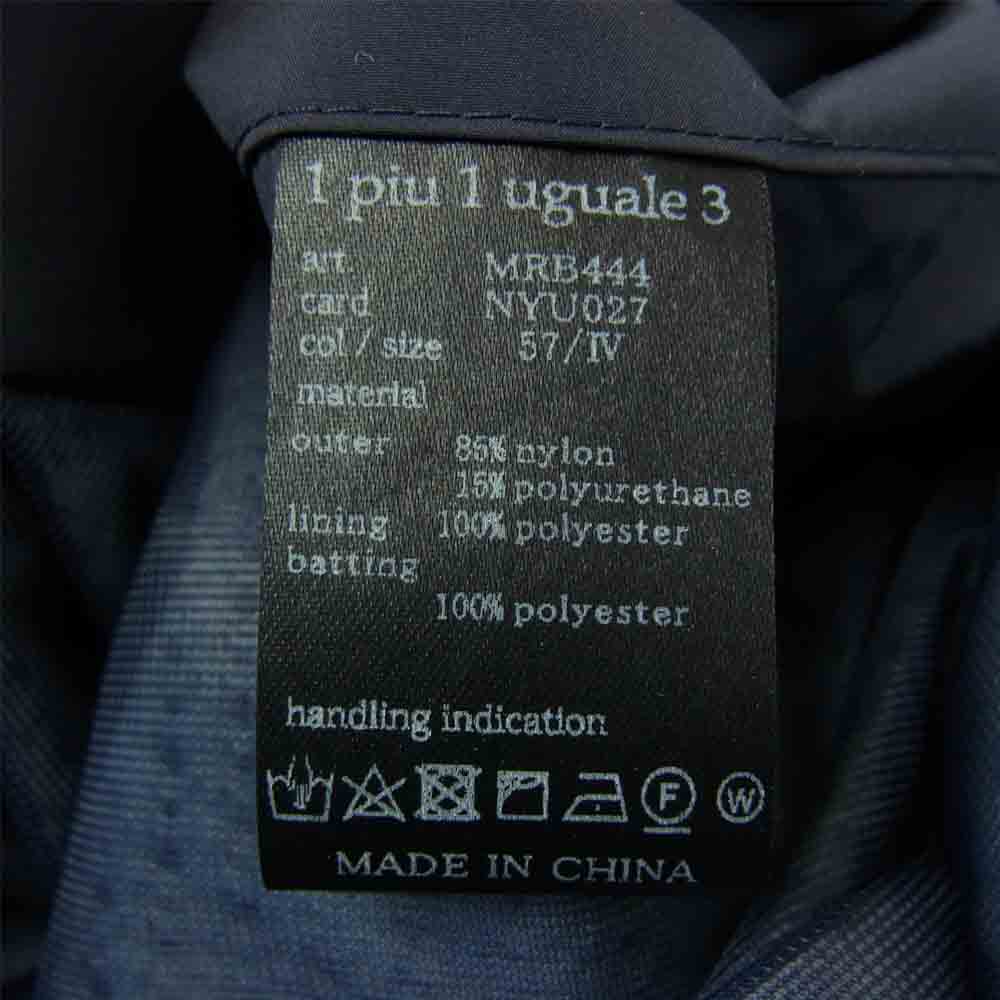 1 piu 1 uguale 3
art. MRB444
card NYU027
col / size 57/IV
material
outer 85% nylon
15% polyurethane
lining 100% polyester
batting
100% polyester
handling indication
F W
MADE IN CHINA